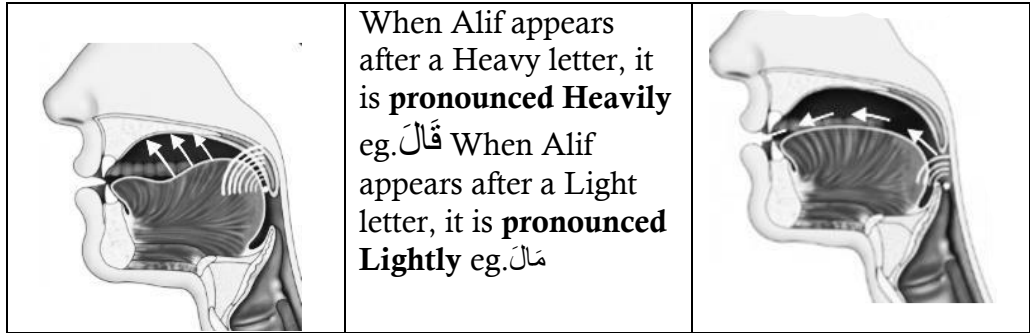 When Alif appears
after a Heavy letter, it
is pronounced Heavily
eg.قَالَ When Alif
appears after a Light
letter, it is pronounced
Lightly eg.مَالَ